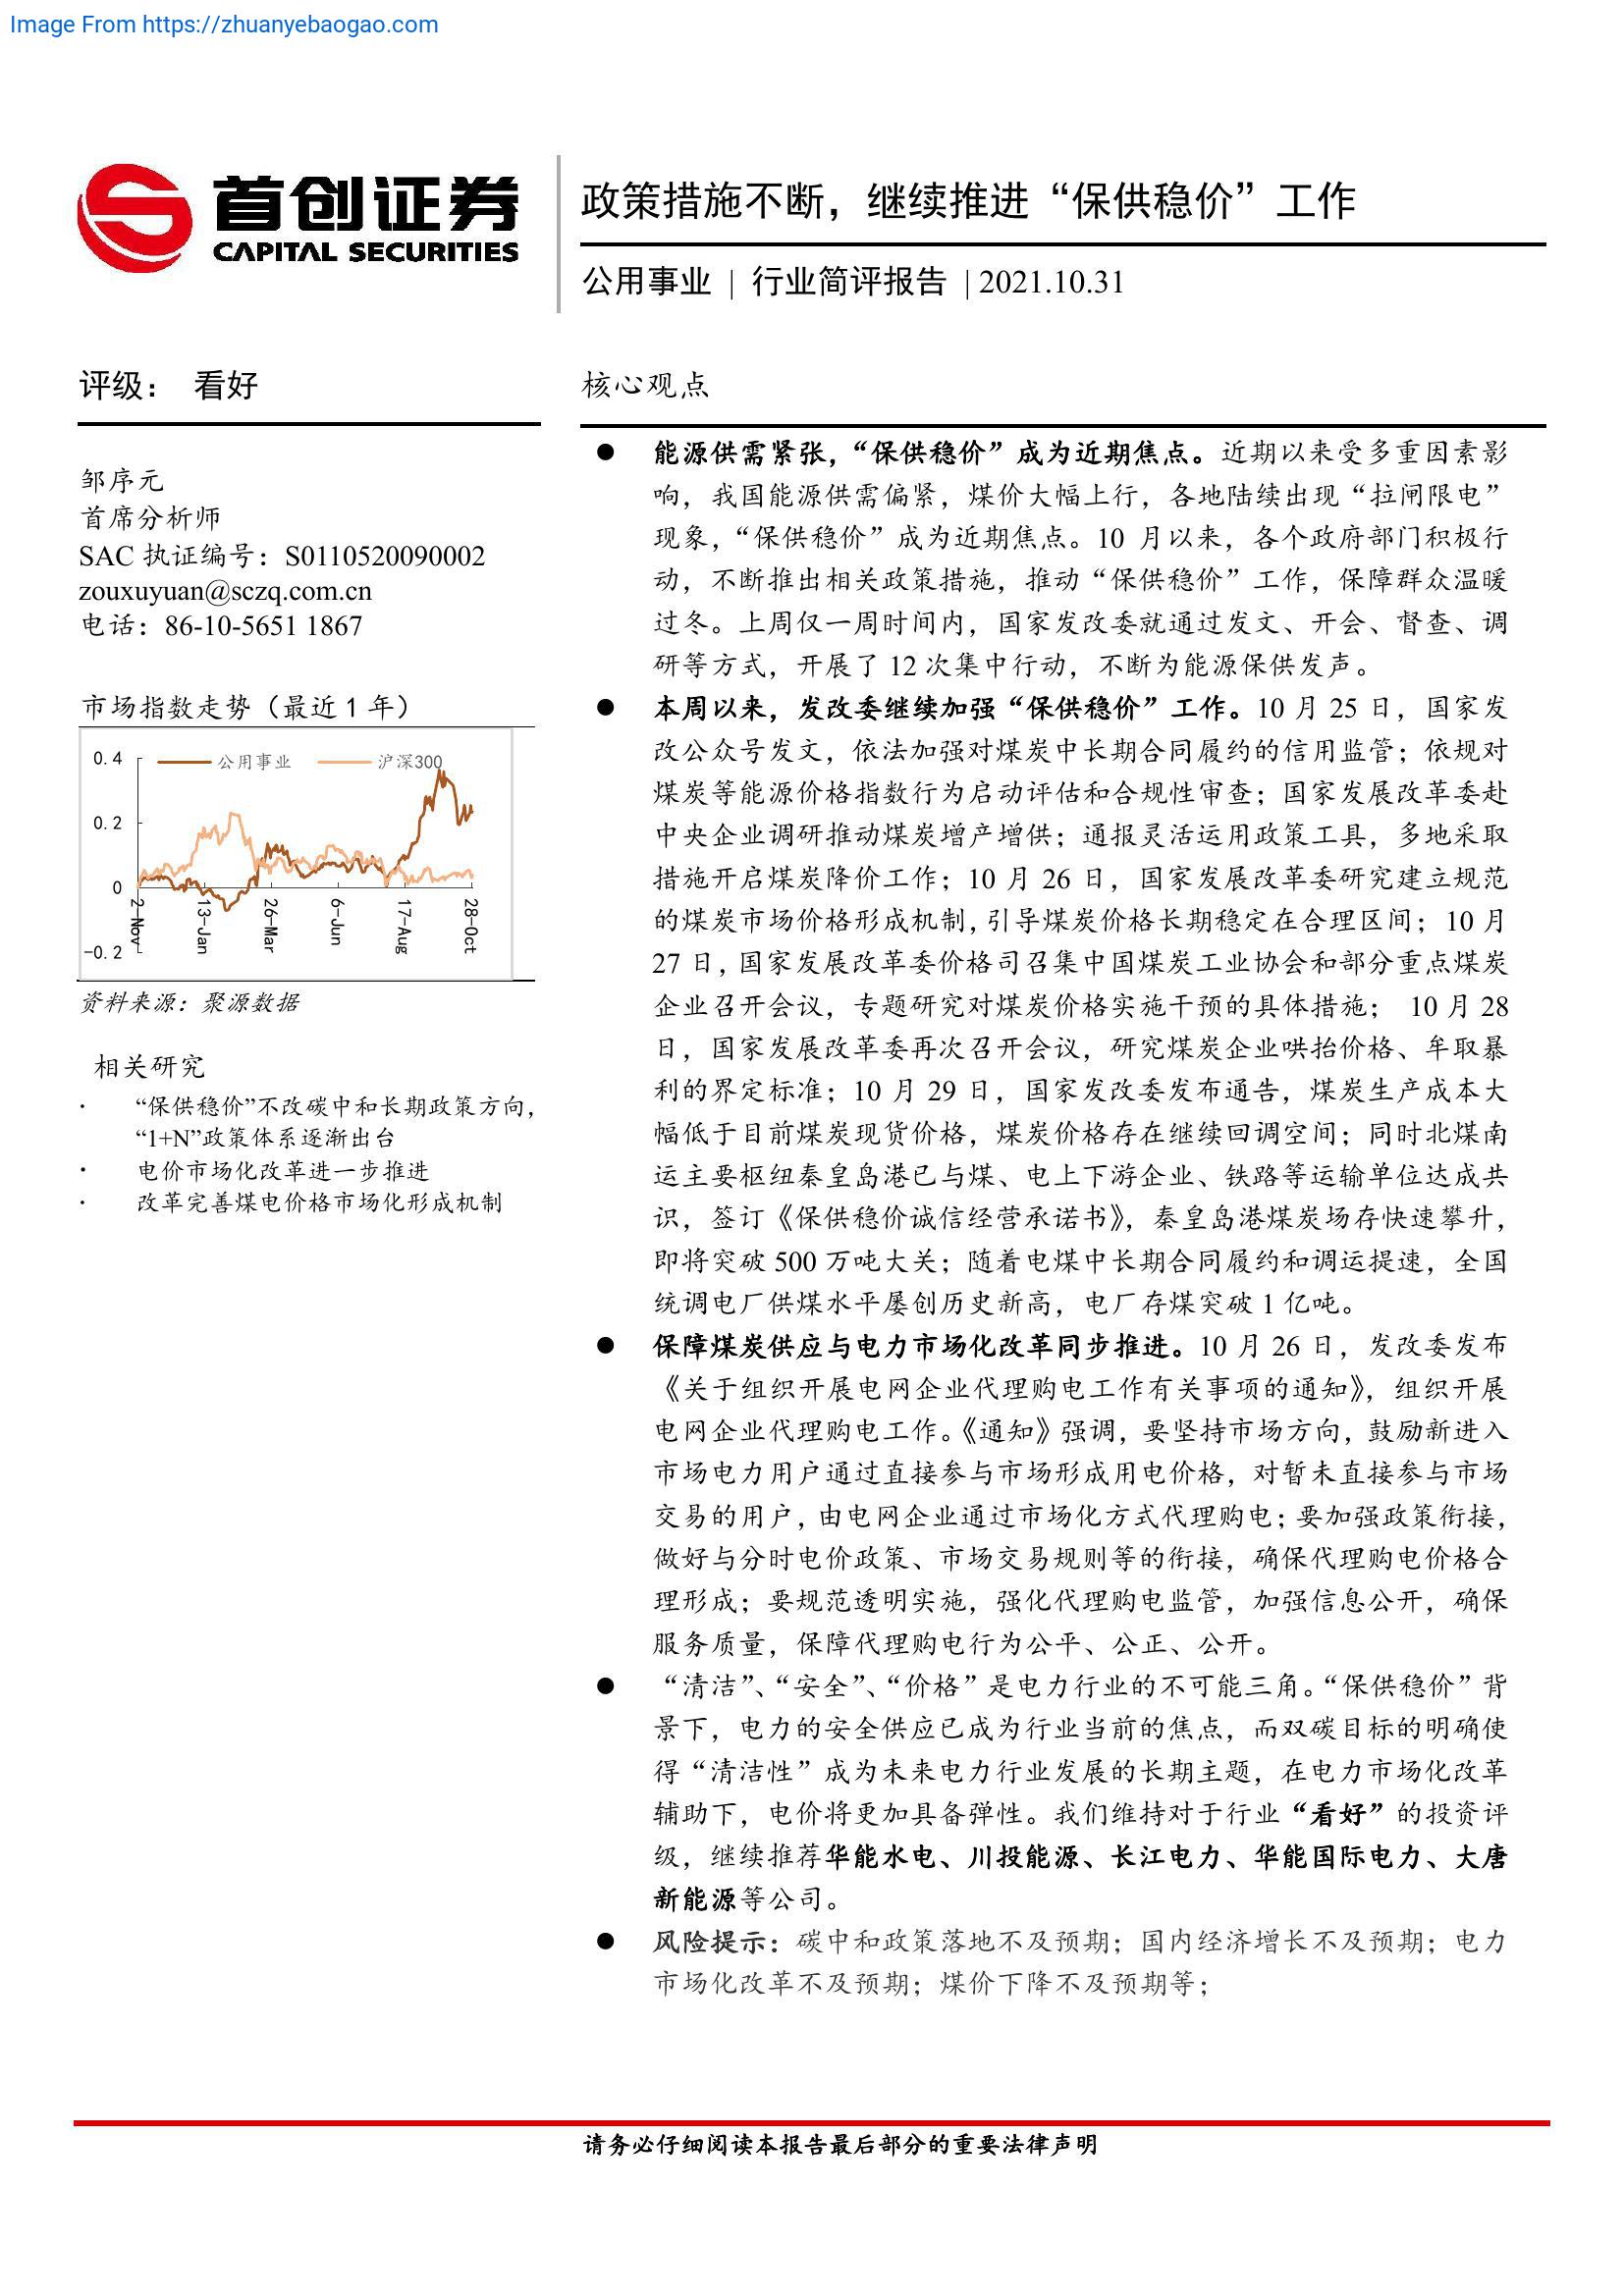 Image From https://zhuanyebaogao.com
首创证券
CAPITAL SECURITIES
政策措施不断，继续推进“保供稳价”工作
公用事业 | 行业简评报告 | 2021.10.31
评级： 看好
邹序元
首席分析师
SAC 执证编号：S0110520090002
zouxuyuan@sczq.com.cn
电话：86-10-5651 1867
市场指数走势（最近 1 年）
0.4
0.2
0
-0.2
公用事业
沪深300
2-Nov
13-Jan
26-Mar
6-Jun
17-Aug
28-Oct
资料来源：聚源数据
相关研究
· “保供稳价”不改碳中和长期政策方向，
“1+N”政策体系逐渐出台
· 电价市场化改革进一步推进
· 改革完善煤电价格市场化形成机制
核心观点
● 能源供需紧张，“保供稳价”成为近期焦点。近期以来受多重因素影
响，我国能源供需偏紧，煤价大幅上行，各地陆续出现“拉闸限电”
现象，“保供稳价”成为近期焦点。10 月以来，各个政府部门积极行
动，不断推出相关政策措施，推动“保供稳价”工作，保障群众温暖
过冬。上周仅一周时间内，国家发改委就通过发文、开会、督查、调
研等方式，开展了 12 次集中行动，不断为能源保供发声。
● 本周以来，发改委继续加强“保供稳价”工作。10 月 25 日，国家发
改公众号发文，依法加强对煤炭中长期合同履约的信用监管；依规对
煤炭等能源价格指数行为启动评估和合规性审查；国家发展改革委赴
中央企业调研推动煤炭增产增供；通报灵活运用政策工具，多地采取
措施开启煤炭降价工作；10 月 26 日，国家发展改革委研究建立规范
的煤炭市场价格形成机制，引导煤炭价格长期稳定在合理区间；10 月
27 日，国家发展改革委价格司召集中国煤炭工业协会和部分重点煤炭
企业召开会议，专题研究对煤炭价格实施干预的具体措施； 10 月 28
日，国家发展改革委再次召开会议，研究煤炭企业哄抬价格、牟取暴
利的界定标准；10 月 29 日，国家发改委发布通告，煤炭生产成本大
幅低于目前煤炭现货价格，煤炭价格存在继续回调空间；同时北煤南
运主要枢纽秦皇岛港已与煤、电上下游企业、铁路等运输单位达成共
识，签订《保供稳价诚信经营承诺书》，秦皇岛港煤炭场存快速攀升，
即将突破 500 万吨大关；随着电煤中长期合同履约和调运提速，全国
统调电厂供煤水平屡创历史新高，电厂存煤突破 1 亿吨。
● 保障煤炭供应与电力市场化改革同步推进。10 月 26 日，发改委发布
《关于组织开展电网企业代理购电工作有关事项的通知》，组织开展
电网企业代理购电工作。《通知》强调，要坚持市场方向，鼓励新进入
市场电力用户通过直接参与市场形成用电价格，对暂未直接参与市场
交易的用户，由电网企业通过市场化方式代理购电；要加强政策衔接，
做好与分时电价政策、市场交易规则等的衔接，确保代理购电价格合
理形成；要规范透明实施，强化代理购电监管，加强信息公开，确保
服务质量，保障代理购电行为公平、公正、公开。
● “清洁”、“安全”、“价格”是电力行业的不可能三角。“保供稳价”背
景下，电力的安全供应已成为行业当前的焦点，而双碳目标的明确使
得“清洁性”成为未来电力行业发展的长期主题，在电力市场化改革
辅助下，电价将更加具备弹性。我们维持对于行业“看好”的投资评
级，继续推荐华能水电、川投能源、长江电力、华能国际电力、大唐
新能源等公司。
● 风险提示：碳中和政策落地不及预期；国内经济增长不及预期；电力
市场化改革不及预期；煤价下降不及预期等；
请务必仔细阅读本报告最后部分的重要法律声明